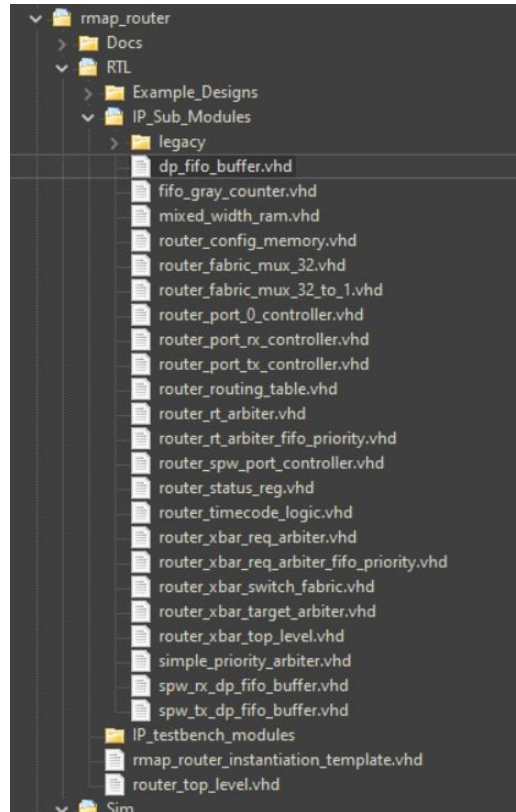 rmap_router
Docs
RTL
Example_Designs
IP_Sub_Modules
legacy
dp_fifo_buffer.vhd
fifo_gray_counter.vhd
mixed_width_ram.vhd
router_config_memory.vhd
router_fabric_mux_32.vhd
router_fabric_mux_32_to_1.vhd
router_port_0_controller.vhd
router_port_rx_controller.vhd
router_port_tx_controller.vhd
router_routing_table.vhd
router_rt_arbiter.vhd
router_rt_arbiter_fifo_priority.vhd
router_spw_port_controller.vhd
router_status_reg.vhd
router_timecode_logic.vhd
router_xbar_req_arbiter.vhd
router_xbar_req_arbiter_fifo_priority.vhd
router_xbar_switch_fabric.vhd
router_xbar_target_arbiter.vhd
router_xbar_top_level.vhd
simple_priority_arbiter.vhd
spw_rx_dp_fifo_buffer.vhd
spw_tx_dp_fifo_buffer.vhd
IP_testbench_modules
rmap_router_instantiation_template.vhd
router_top_level.vhd
Sim